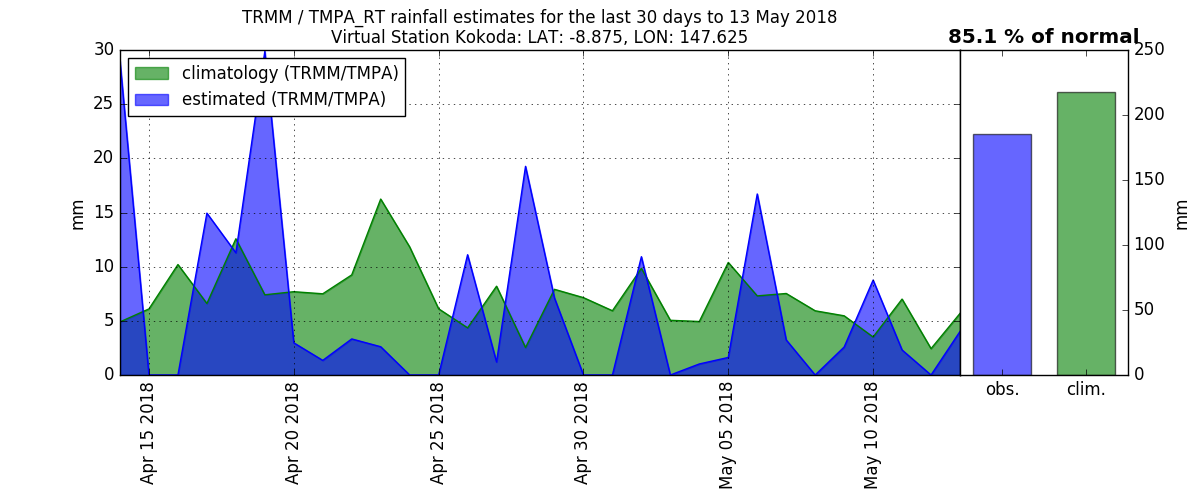 TRMM / TMPA_RT rainfall estimates for the last 30 days to 13 May 2018
Virtual Station Kokoda: LAT: -8.875, LON: 147.625
85.1 % of normal
climatology (TRMM/TMPA)
estimated (TRMM/TMPA)
30
25
20
15
10
5
0
mm
Apr 15 2018
Apr 20 2018
Apr 25 2018
Apr 30 2018
May 05 2018
May 10 2018
250
200
150
100
50
0
mm
obs.
clim.